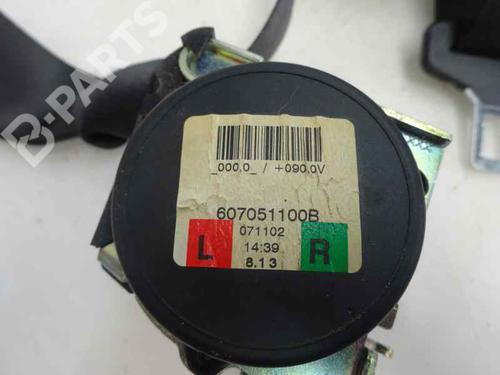 B-PARTS
_000,0_ / +090,0V
607051100B
L
R
071102
14:39
8.13